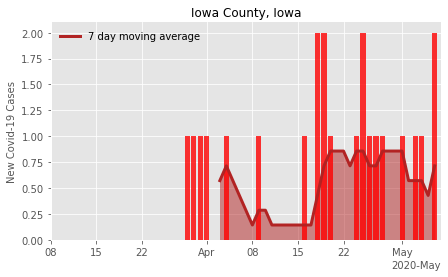 Iowa County, Iowa
7 day moving average
New Covid-19 Cases
2.00
1.75
1.50
1.25
1.00
0.75
0.50
0.25
0.00
08 15 22 Apr 08 15 22 May
2020-May